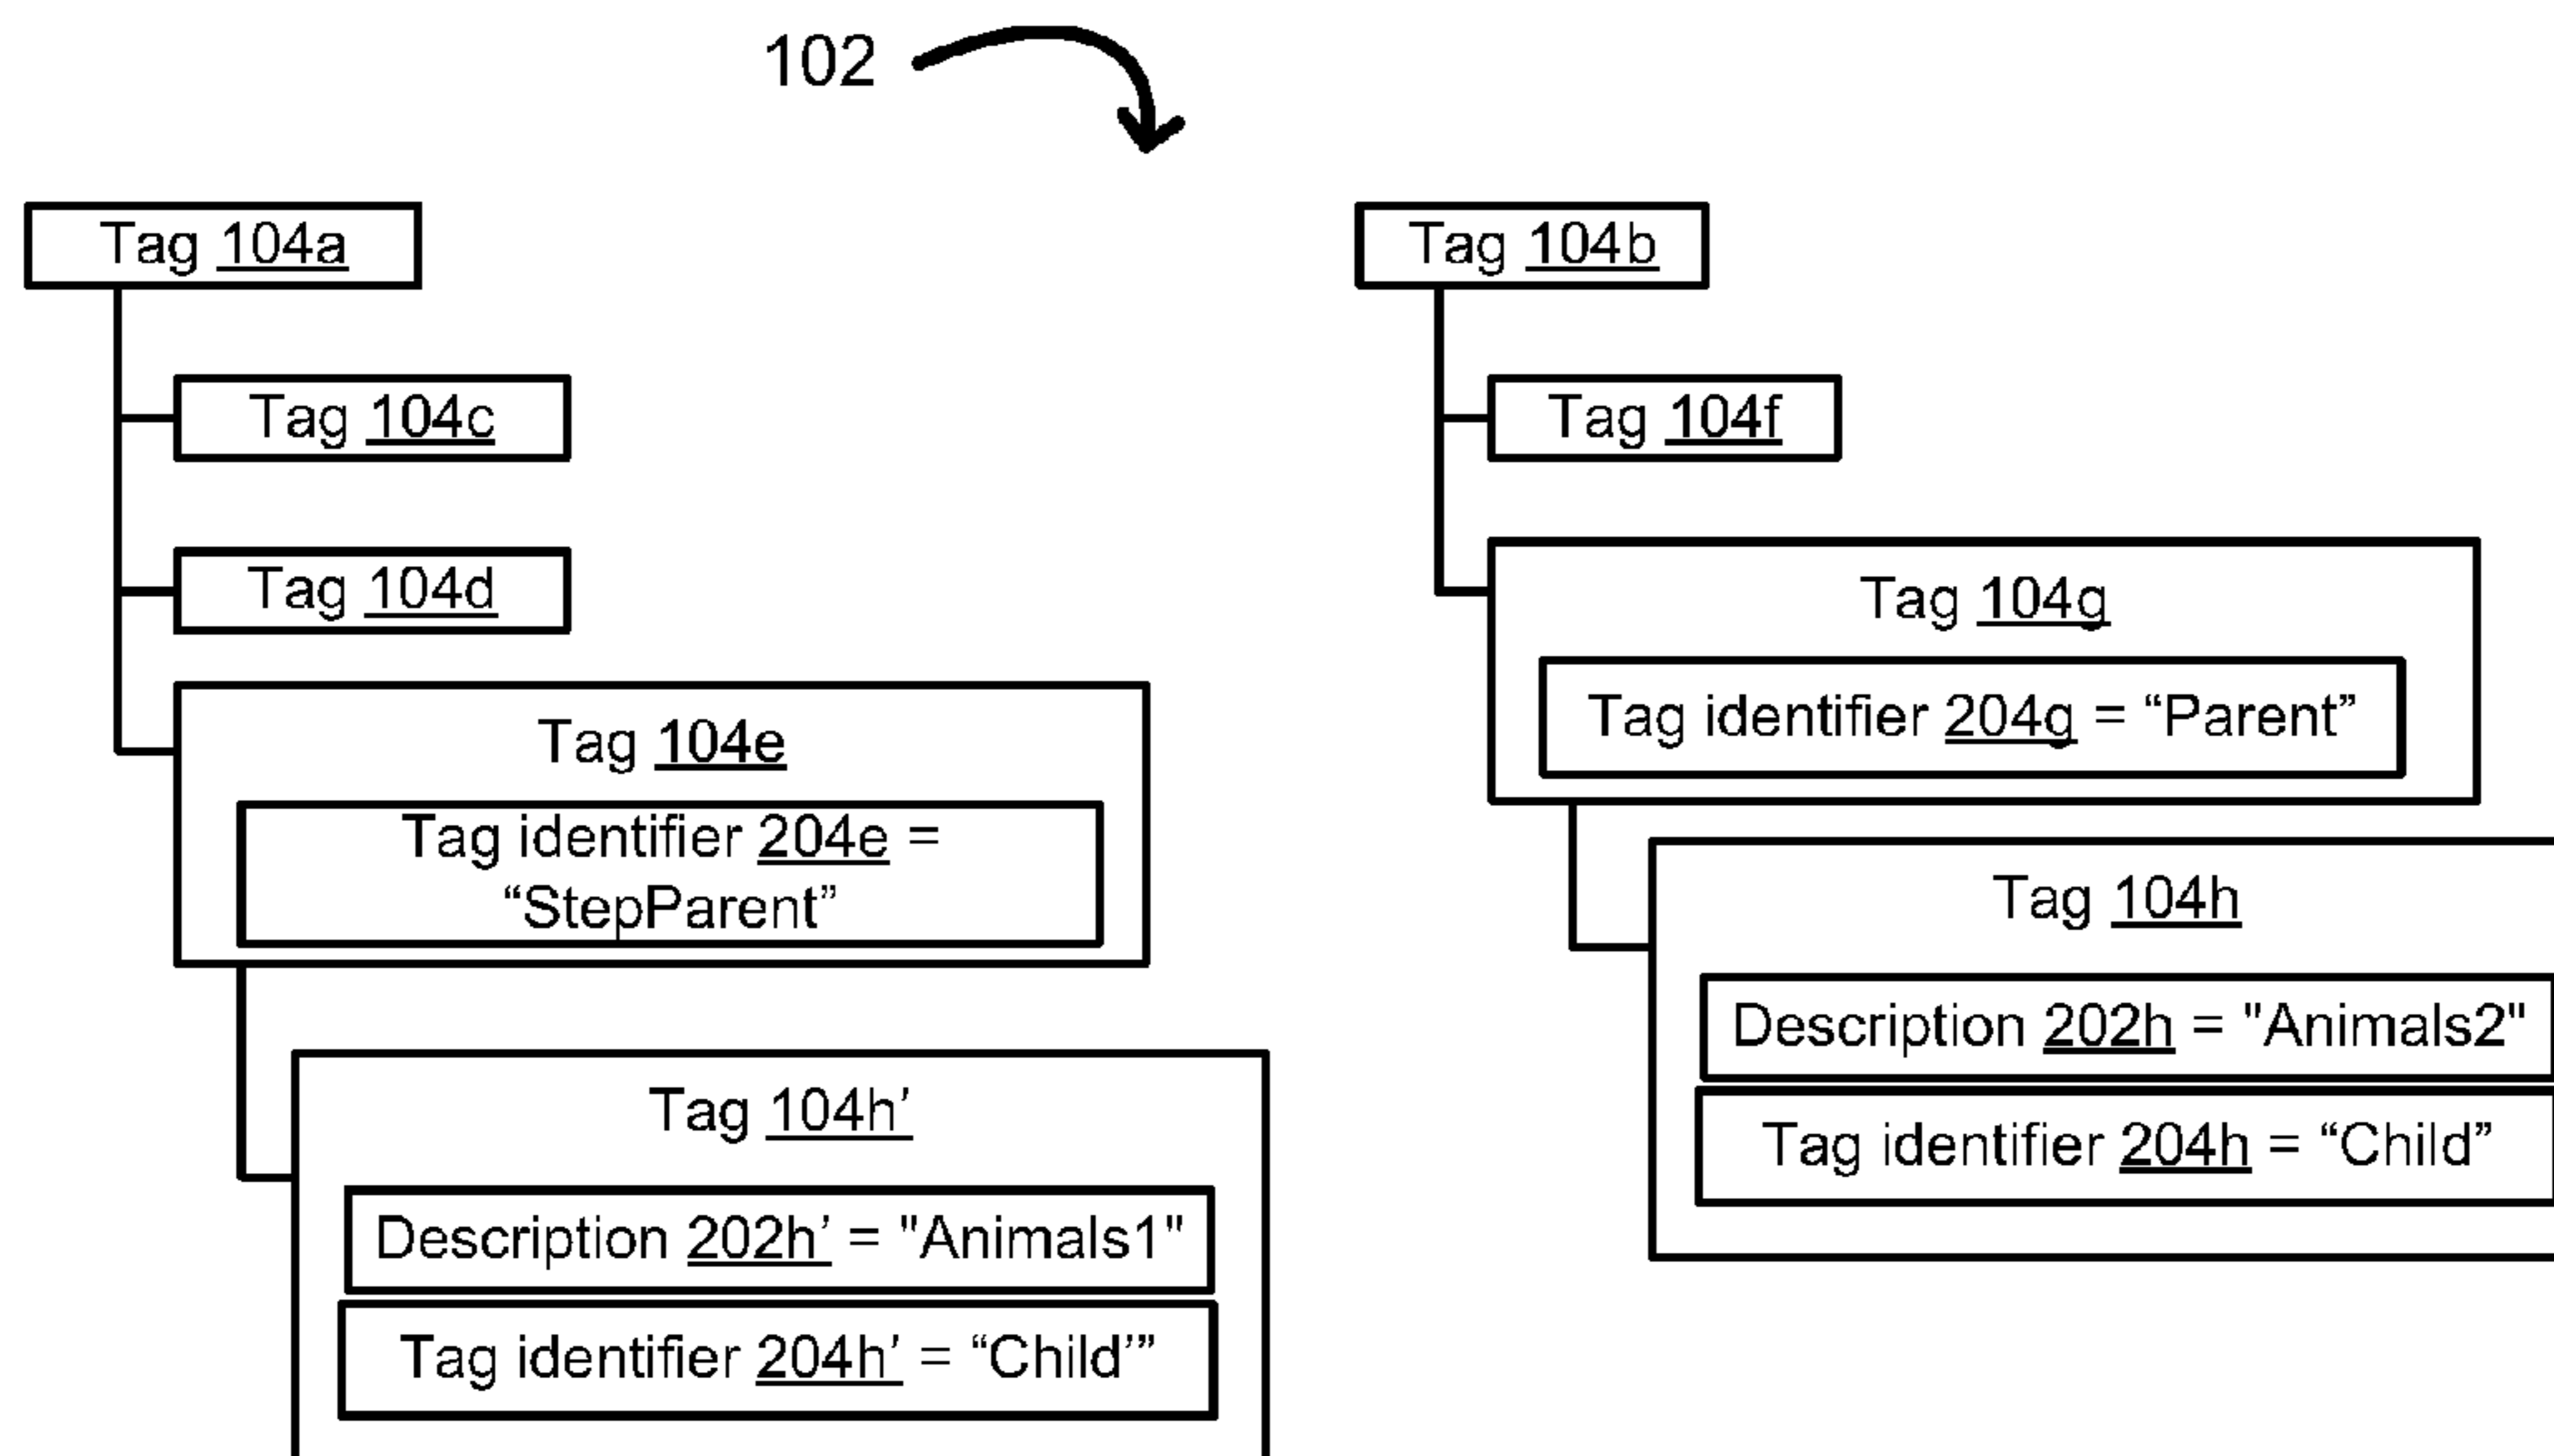 102
Tag 104a
Tag 104c
Tag 104d
Tag 104e
Tag identifier 204e =
“StepParent”
Tag 104h’
Description 202h’ = "Animals1"
Tag identifier 204h’ = “Child’”
Tag 104b
Tag 104f
Tag 104g
Tag identifier 204g = “Parent”
Tag 104h
Description 202h = "Animals2"
Tag identifier 204h = “Child”